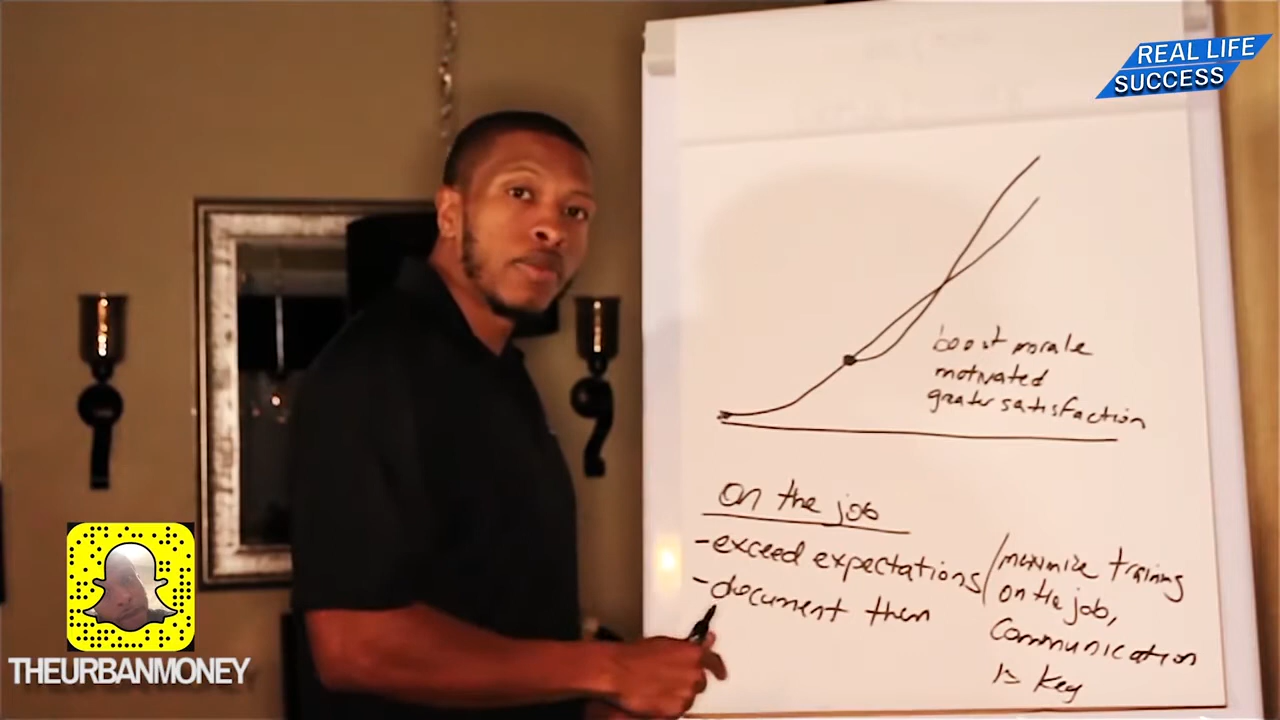 REAL LIFE
SUCCESS
boost morale
motivated
greater satisfaction
on the job
-exceed expectations
-document them
/maximize training
on the job,
Communication
is key
THEURBANMONEY